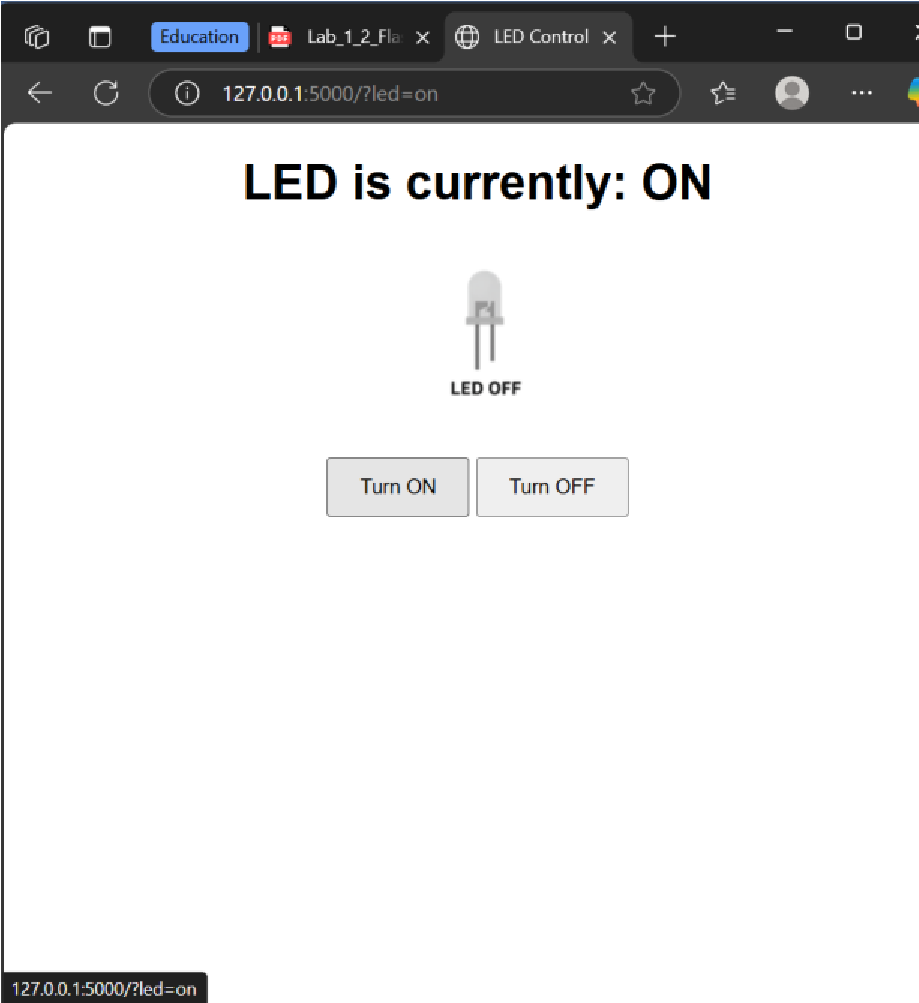 Education
Lab_1_2_Fla
LED Control
127.0.0.1:5000/?led=on
LED is currently: ON
LED OFF
Turn ON Turn OFF
127.0.0.1:5000/?led=on